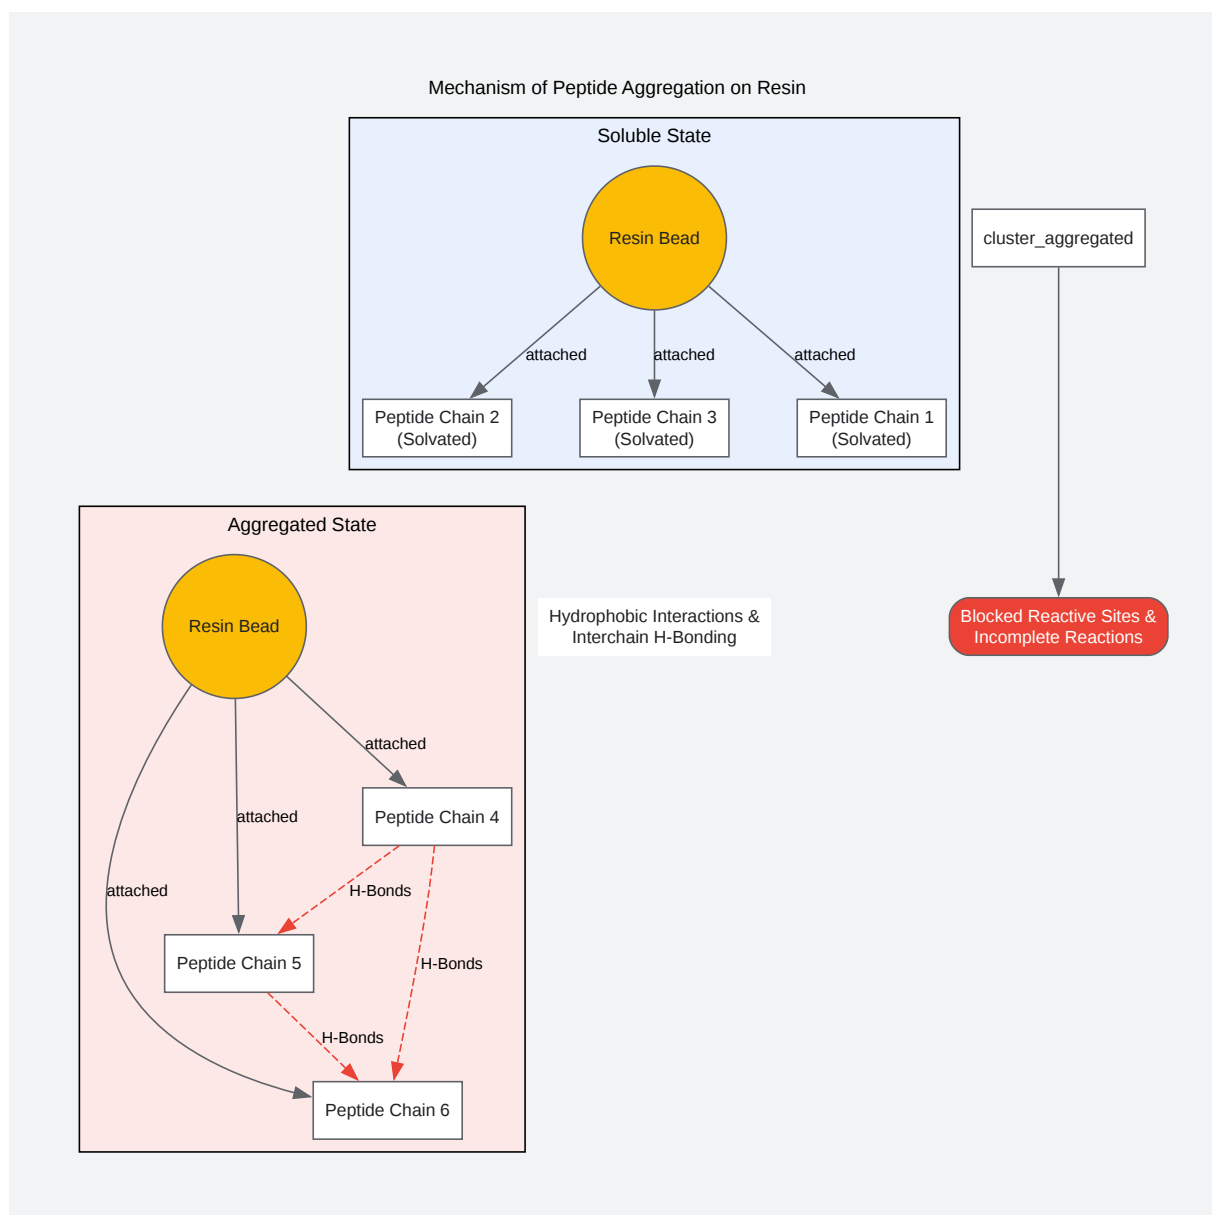 Mechanism of Peptide Aggregation on Resin
Soluble State
Resin Bead
cluster_aggregated
attached
attached
attached
Peptide Chain 2
(Solvated)
Peptide Chain 3
(Solvated)
Peptide Chain 1
(Solvated)
Aggregated State
Resin Bead
Hydrophobic Interactions &
Interchain H-Bonding
Blocked Reactive Sites &
Incomplete Reactions
attached
attached
Peptide Chain 4
attached
H-Bonds
Peptide Chain 5
H-Bonds
H-Bonds
Peptide Chain 6